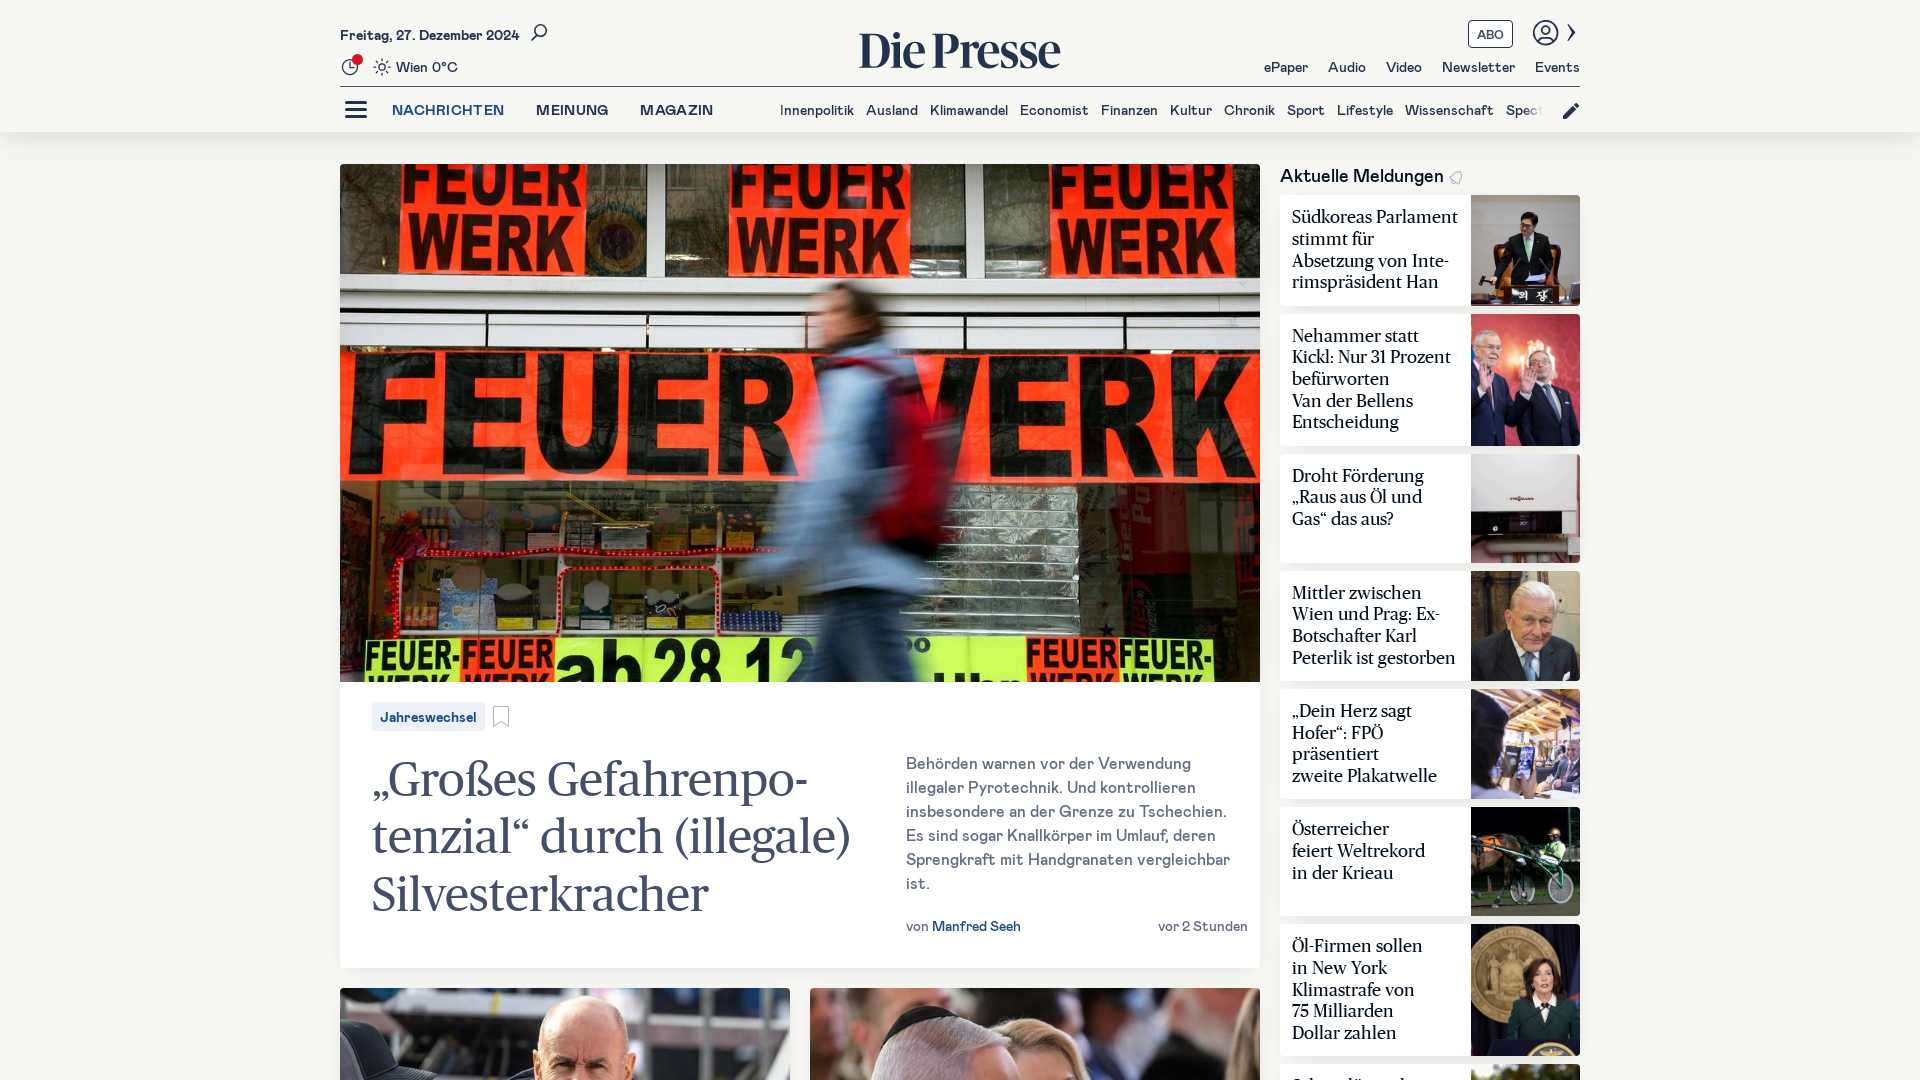 Freitag, 27. Dezember 2024
Wien 0°C
Die Presse
ABO
ePaper Audio Video Newsletter Events
NACHRICHTEN MEINUNG MAGAZIN
Innenpolitik Ausland Klimawandel Economist Finanzen Kultur Chronik Sport Lifestyle Wissenschaft Spect
FEUER FEUER FEUER
WERK WERK WERK
FEUER WERK
FEUER- FEUER ab 28.12 FEUER FEUER-
Jahreswechsel
„Großes Gefahrenpo-
tenzial“ durch (illegale)
Silvesterkracher
Behörden warnen vor der Verwendung
illegaler Pyrotechnik. Und kontrollieren
insbesondere an der Grenze zu Tschechien.
Es sind sogar Knallkörper im Umlauf, deren
Sprengkraft mit Handgranaten vergleichbar
ist.
von Manfred Seeh
vor 2 Stunden
Aktuelle Meldungen
Südkoreas Parlament
stimmt für
Absetzung von Inte-
rimspräsident Han
의 장
Nehammer statt
Kickl: Nur 31 Prozent
befürworten
Van der Bellens
Entscheidung
Droht Förderung
„Raus aus Öl und
Gas“ das aus?
Mittler zwischen
Wien und Prag: Ex-
Botschafter Karl
Peterlik ist gestorben
„Dein Herz sagt
Hofer“: FPÖ
präsentiert
zweite Plakatwelle
Österreicher
feiert Weltrekord
in der Krieau
Öl-Firmen sollen
in New York
Klimastrafe von
75 Milliarden
Dollar zahlen